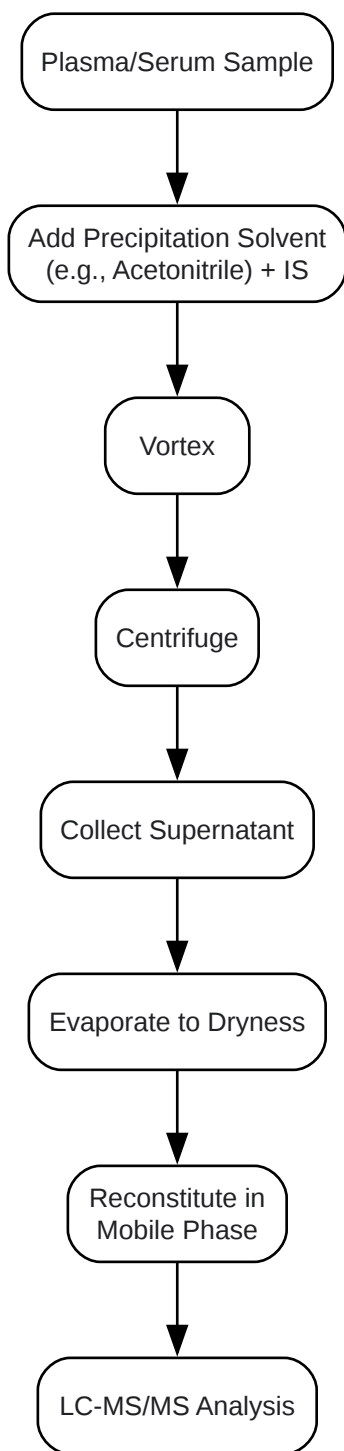 Plasma/Serum Sample
Add Precipitation Solvent
(e.g., Acetonitrile) + IS
Vortex
Centrifuge
Collect Supernatant
Evaporate to Dryness
Reconstitute in
Mobile Phase
LC-MS/MS Analysis